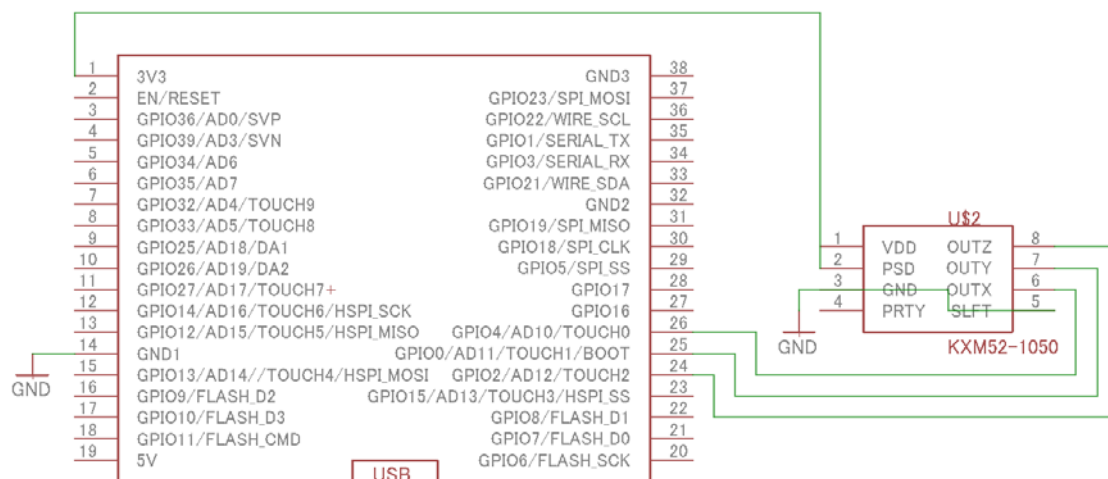 1 3V3 GND3 38
2 EN/RESET GPIO23/SPI_MOSI 37
3 GPIO36/AD0/SVP GPIO22/WIRE_SCL 36
4 GPIO39/AD3/SVN GPIO1/SERIAL_TX 35
5 GPIO34/AD6 GPIO3/SERIAL_RX 34
6 GPIO35/AD7 GPIO21/WIRE_SDA 33
7 GPIO32/AD4/TOUCH9 GND2 32
8 GPIO33/AD5/TOUCH8 GPIO19/SPI_MISO 31
9 GPIO25/AD18/DA1 GPIO18/SPI_CLK 30
10 GPIO26/AD19/DA2 GPIO5/SPI_SS 29
11 GPIO27/AD17/TOUCH7+ GPIO17 28
12 GPIO14/AD16/TOUCH6/HSPI_SCK GPIO16 27
13 GPIO12/AD15/TOUCH5/HSPI_MISO GPIO4/AD10/TOUCH0 26
14 GND1 GPIO0/AD11/TOUCH1/BOOT 25
15 GPIO13/AD14//TOUCH4/HSPI_MOSI GPIO2/AD12/TOUCH2 24
16 GPIO9/FLASH_D2 GPIO15/AD13/TOUCH3/HSPI_SS 23
17 GPIO10/FLASH_D3 GPIO8/FLASH_D1 22
18 GPIO11/FLASH_CMD GPIO7/FLASH_D0 21
19 5V GPIO6/FLASH_SCK 20
GND
USB
U$2
1 VDD OUTZ 8
2 PSD OUTY 7
3 GND OUTX 6
4 PRTY SLFT 5
GND
KXM52-1050